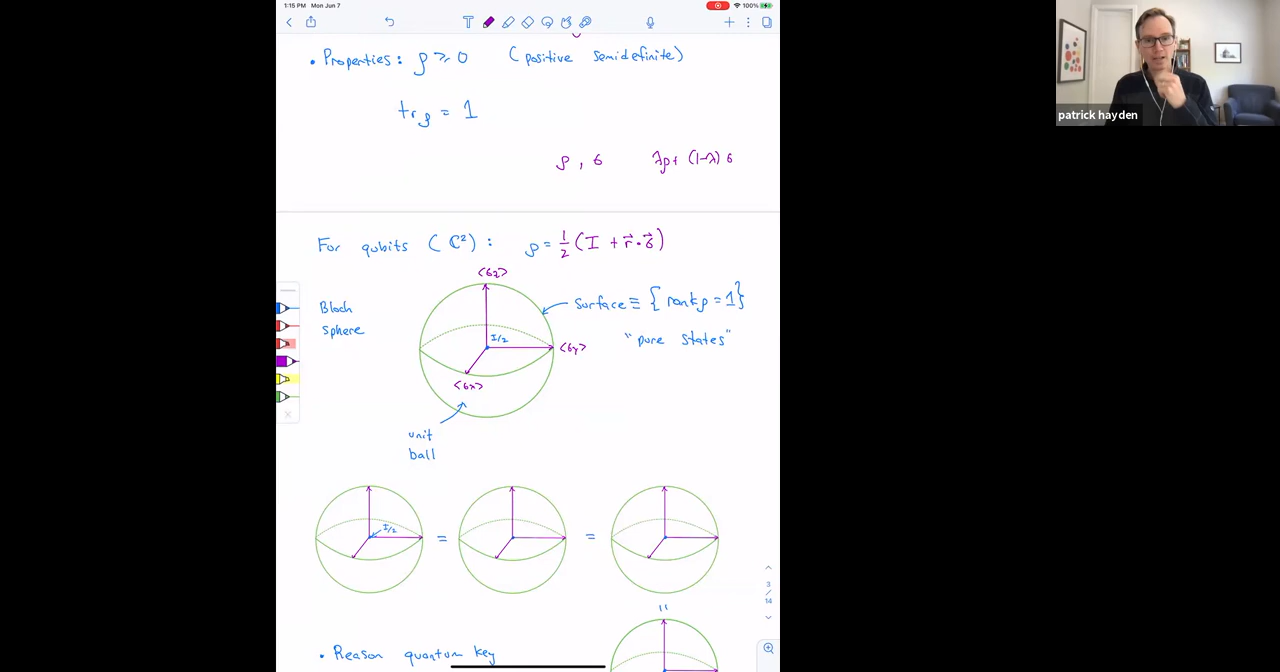 1:15 PM Mon Jun 7
100%
patrick hayden
• Properties: ρ ≥ 0 (positive semidefinite)
tr ρ = 1
ρ, σ λρ + (1-λ) σ
For qubits (ℂ²): ρ = 1/2 (I + r⃗ · σ⃗)
<σz>
Bloch
sphere
surface ≡ {rank ρ = 1}
"pure states"
I/2
<σy>
<σx>
unit
ball
I/2
= =
3
/
14
"
• Reason quantum key